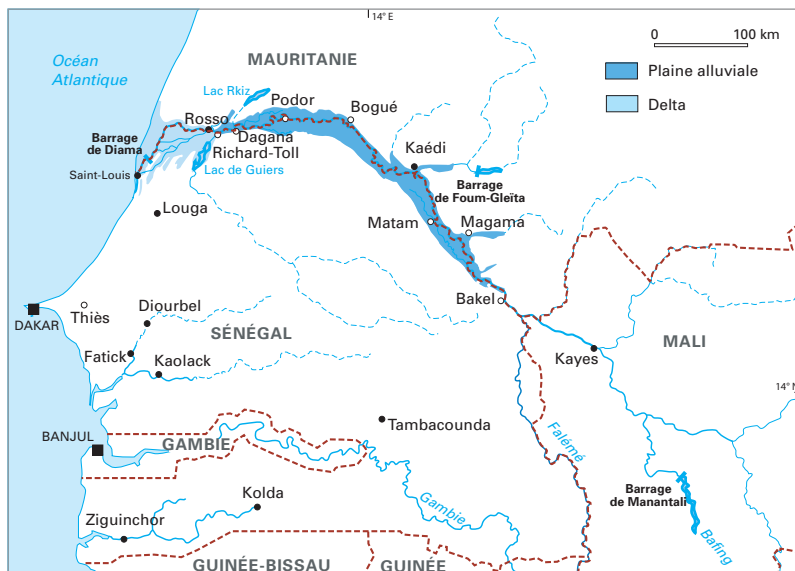 14° E
0 100 km
Océan
Atlantique
MAURITANIE
Plaine alluviale
Delta
Lac Rkiz
Podor
Bogué
Rosso
Dagana
Richard-Toll
Barrage
de Diama
Saint-Louis
Lac de Guiers
Kaédi
Barrage
de Foum-Gleïta
Louga
Matam
Magama
Bakel
DAKAR
Thiès
Diourbel
SÉNÉGAL
Fatick
Kaolack
Kayes
MALI
14° N
Tambacounda
BANJUL
GAMBIE
Falémé
Gambie
Kolda
Ziguinchor
Barrage
de Manantali
Bafing
GUINÉE-BISSAU
GUINÉE